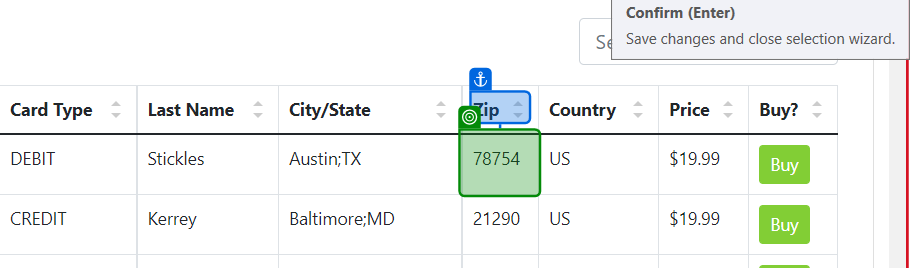 Confirm (Enter)
Save changes and close selection wizard.
Se
Card Type Last Name City/State Zip Country Price Buy?
DEBIT Stickles Austin;TX 78754 US $19.99 Buy
CREDIT Kerrey Baltimore;MD 21290 US $19.99 Buy